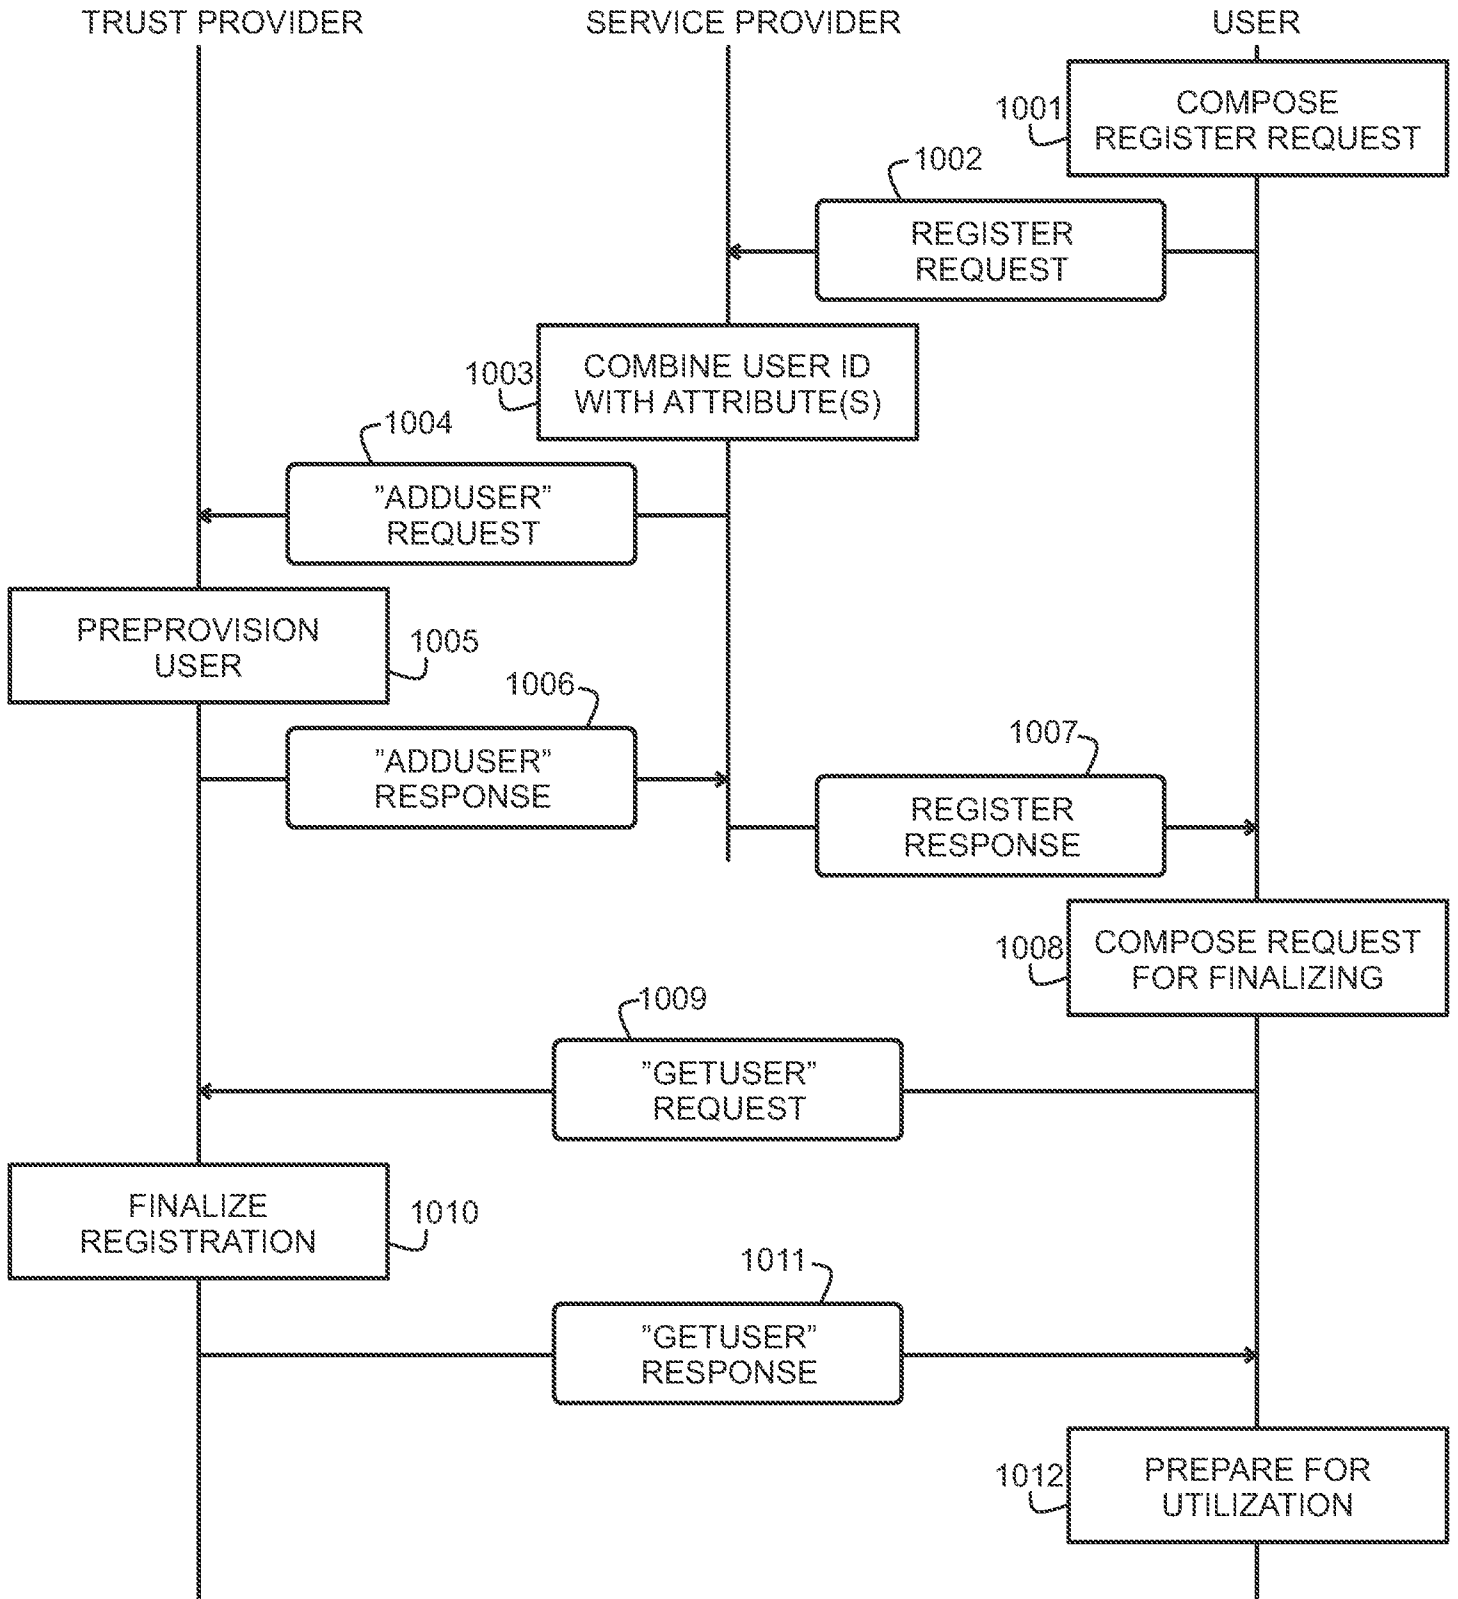 TRUST PROVIDER
SERVICE PROVIDER
USER
1001
COMPOSE
REGISTER REQUEST
1002
REGISTER
REQUEST
1003
COMBINE USER ID
WITH ATTRIBUTE(S)
1004
”ADDUSER”
REQUEST
PREPROVISION
USER
1005
1006
”ADDUSER”
RESPONSE
1007
REGISTER
RESPONSE
1008
COMPOSE REQUEST
FOR FINALIZING
1009
”GETUSER”
REQUEST
FINALIZE
REGISTRATION
1010
1011
”GETUSER”
RESPONSE
1012
PREPARE FOR
UTILIZATION